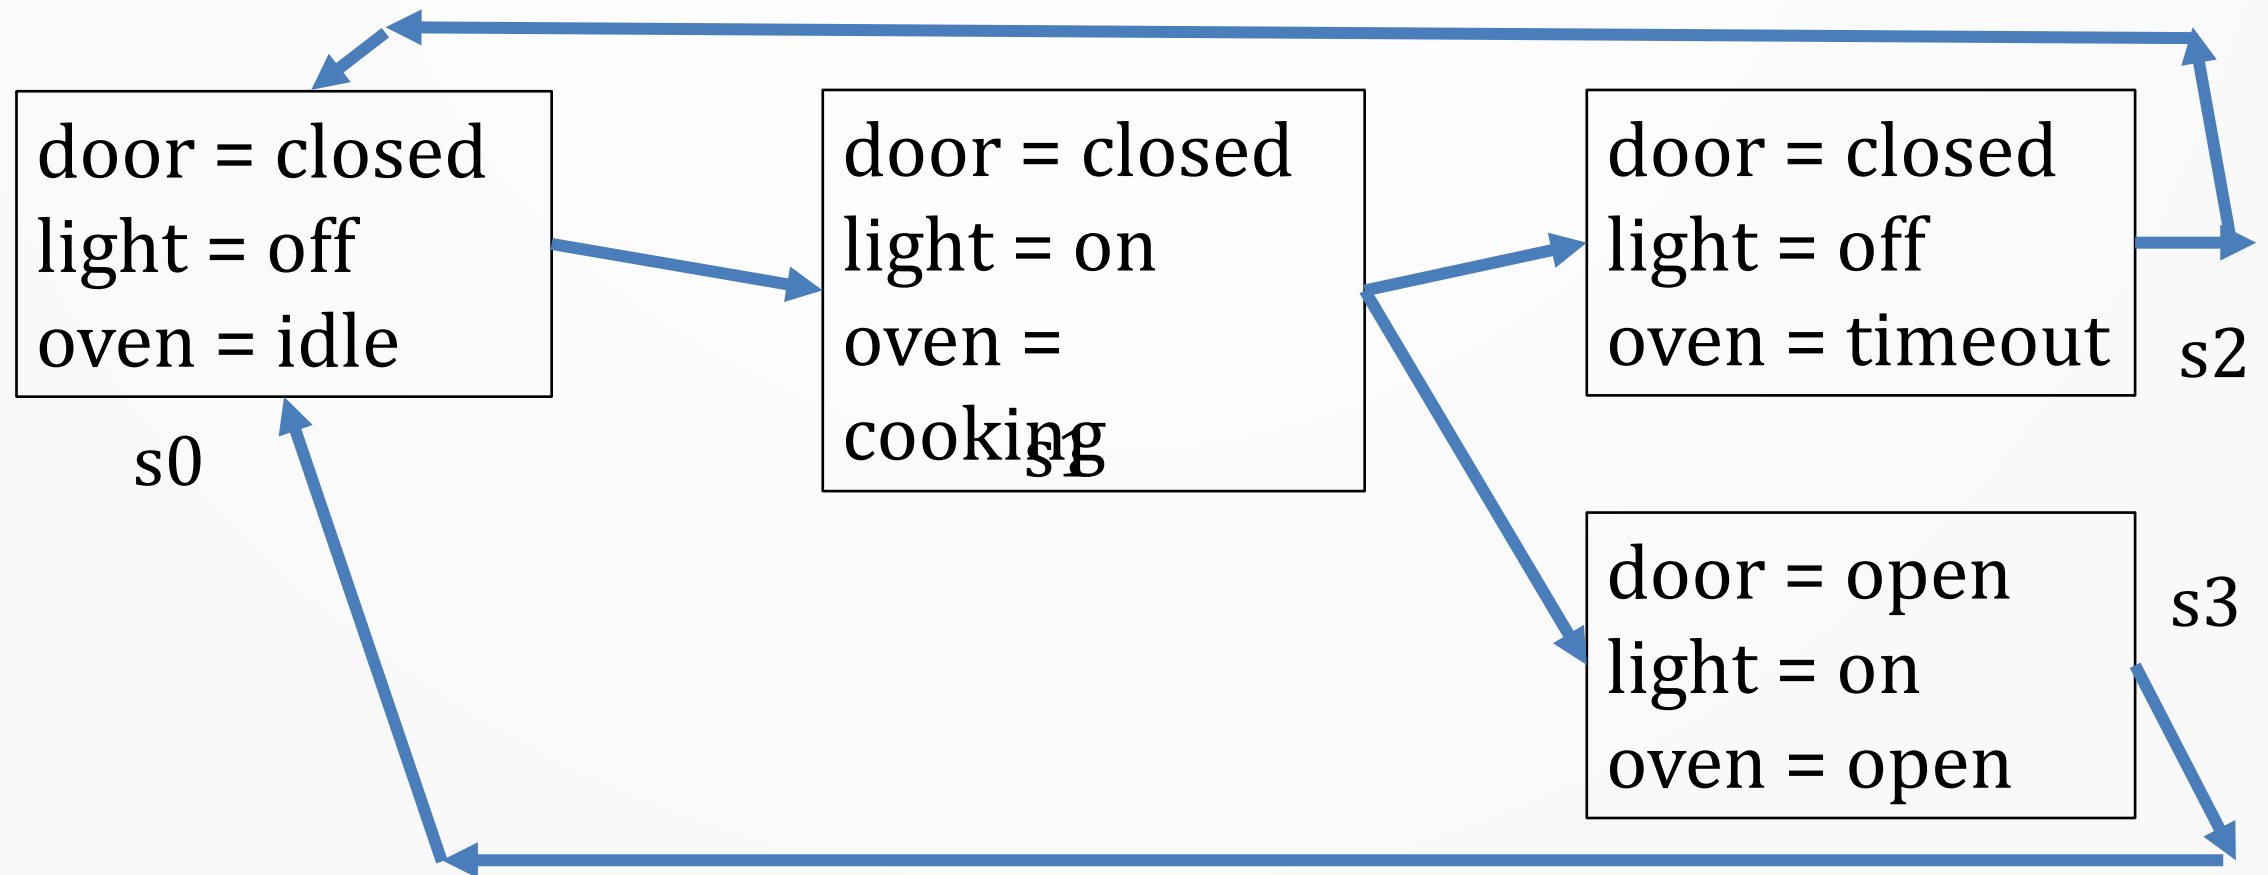 door = closed
light = off
oven = idle
s0
door = closed
light = on
oven =
cooking
s1
door = closed
light = off
oven = timeout
s2
door = open
light = on
oven = open
s3